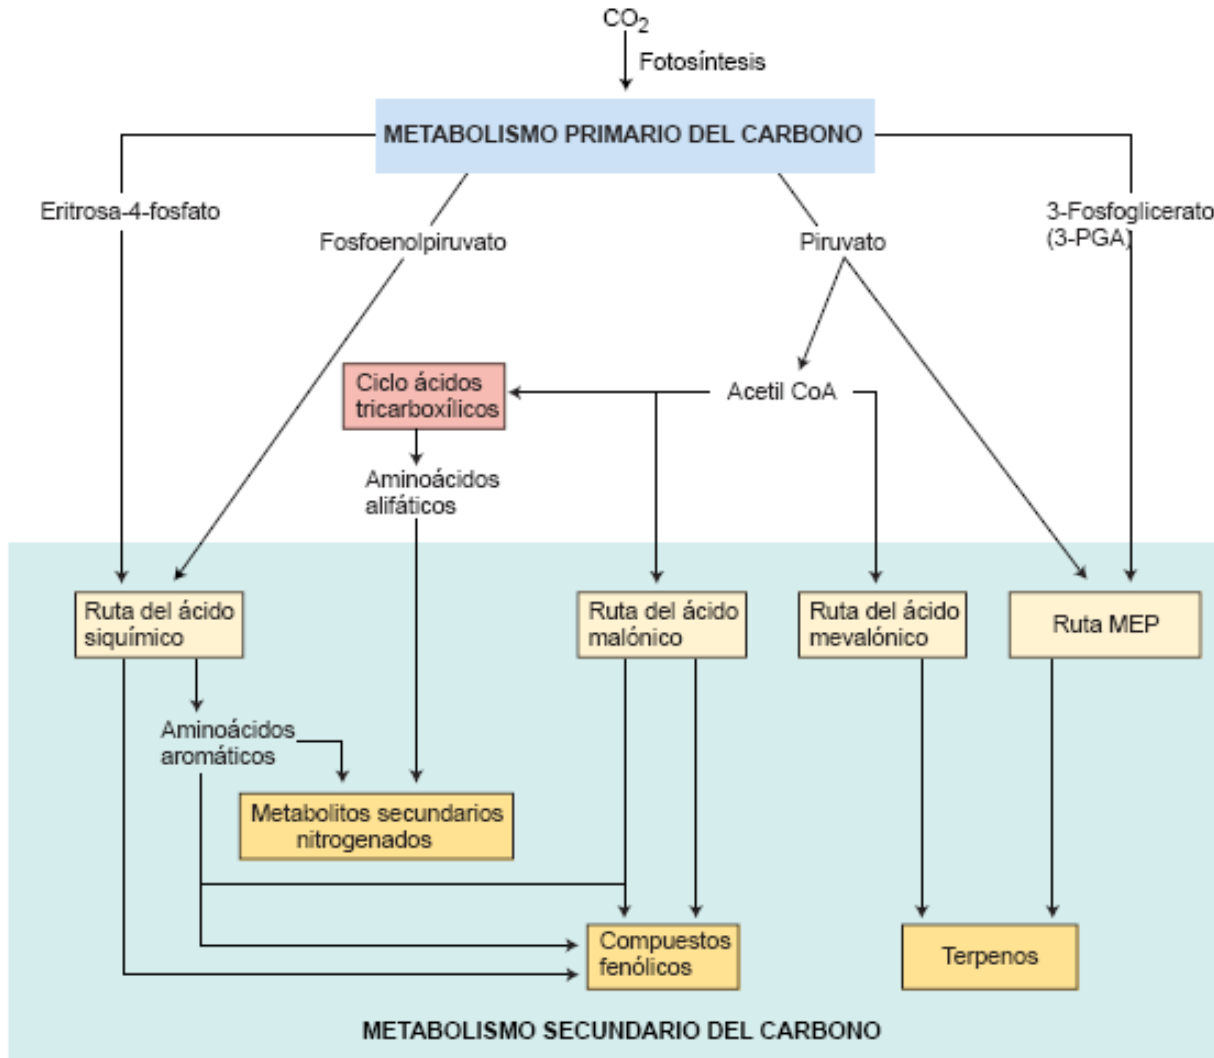 CO2
Fotosíntesis
METABOLISMO PRIMARIO DEL CARBONO
Eritrosa-4-fosfato
Fosfoenolpiruvato
Piruvato
3-Fosfoglicerato
(3-PGA)
Ciclo ácidos
tricarboxílicos
Acetil CoA
Aminoácidos
alifáticos
Ruta del ácido
siquímico
Ruta del ácido
malónico
Ruta del ácido
mevalónico
Ruta MEP
Aminoácidos
aromáticos
Metabolitos secundarios
nitrogenados
Compuestos
fenólicos
Terpenos
METABOLISMO SECUNDARIO DEL CARBONO